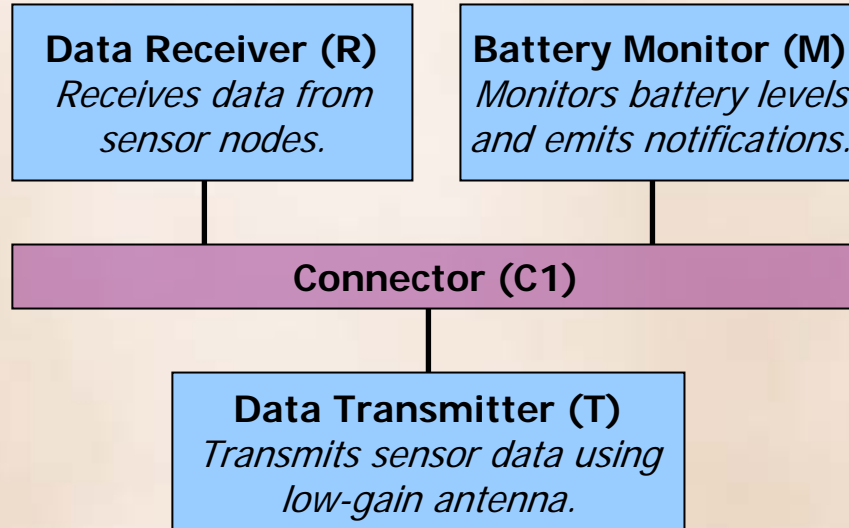 Data Receiver (R)
Receives data from
sensor nodes.
Battery Monitor (M)
Monitors battery levels
and emits notifications.
Connector (C1)
Data Transmitter (T)
Transmits sensor data using
low-gain antenna.